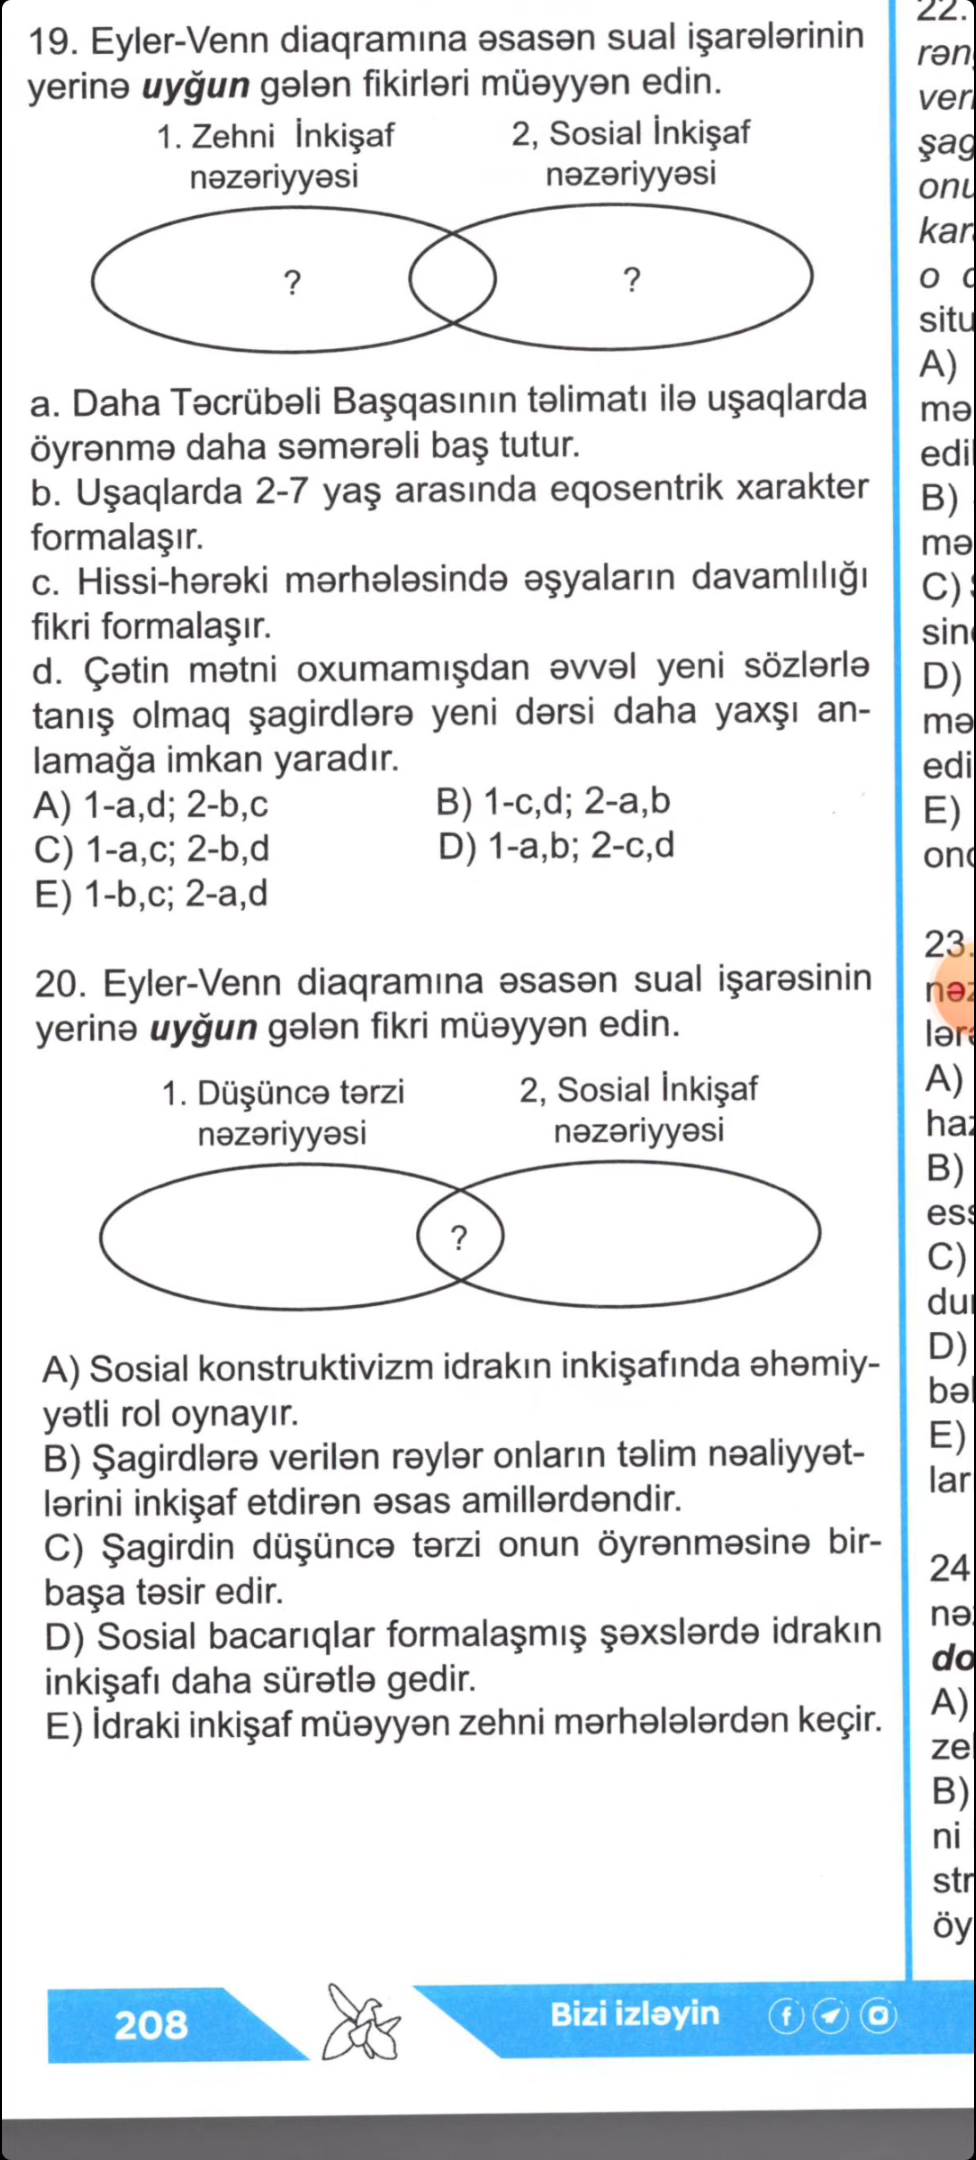 19. Eyler-Venn diaqramına əsasən sual işarələrinin
yerinə uyğun gələn fikirləri müəyyən edin.
1. Zehni İnkişaf
nəzəriyyəsi
2, Sosial İnkişaf
nəzəriyyəsi
?
?
a. Daha Təcrübəli Başqasının təlimatı ilə uşaqlarda
öyrənmə daha səmərəli baş tutur.
b. Uşaqlarda 2-7 yaş arasında eqosentrik xarakter
formalaşır.
c. Hissi-hərəki mərhələsində əşyaların davamlılığı
fikri formalaşır.
d. Çətin mətni oxumamışdan əvvəl yeni sözlərlə
tanış olmaq şagirdlərə yeni dərsi daha yaxşı an-
lamağa imkan yaradır.
A) 1-a,d; 2-b,c
B) 1-c,d; 2-a,b
C) 1-a,c; 2-b,d
D) 1-a,b; 2-c,d
E) 1-b,c; 2-a,d
20. Eyler-Venn diaqramına əsasən sual işarəsinin
yerinə uyğun gələn fikri müəyyən edin.
1. Düşüncə tərzi
nəzəriyyəsi
2, Sosial İnkişaf
nəzəriyyəsi
?
A) Sosial konstruktivizm idrakın inkişafında əhəmiy-
yətli rol oynayır.
B) Şagirdlərə verilən rəylər onların təlim nəaliyyət-
lərini inkişaf etdirən əsas amillərdəndir.
C) Şagirdin düşüncə tərzi onun öyrənməsinə bir-
başa təsir edir.
D) Sosial bacarıqlar formalaşmış şəxslərdə idrakın
inkişafı daha sürətlə gedir.
E) İdraki inkişaf müəyyən zehni mərhələlərdən keçir.
22.
A)
B)
C)
D)
E)
23.
A)
B)
C)
D)
E)
24
A)
B)
208
Bizi izləyin